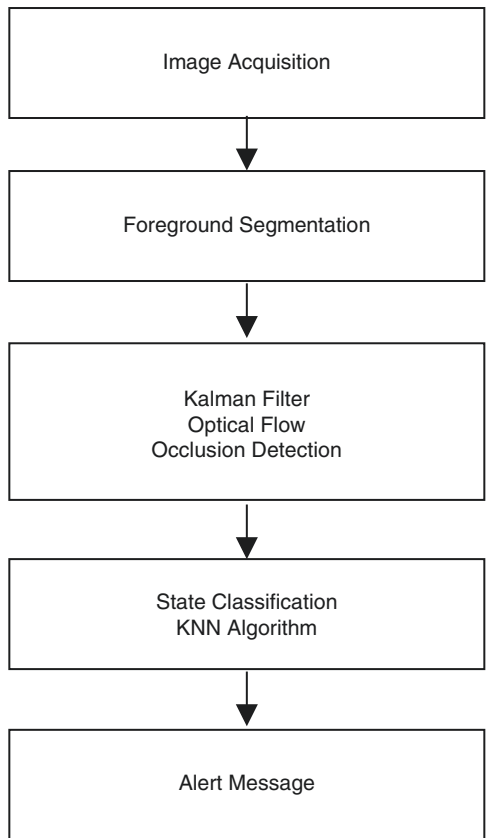 Image Acquisition
Foreground Segmentation
Kalman Filter
Optical Flow
Occlusion Detection
State Classification
KNN Algorithm
Alert Message